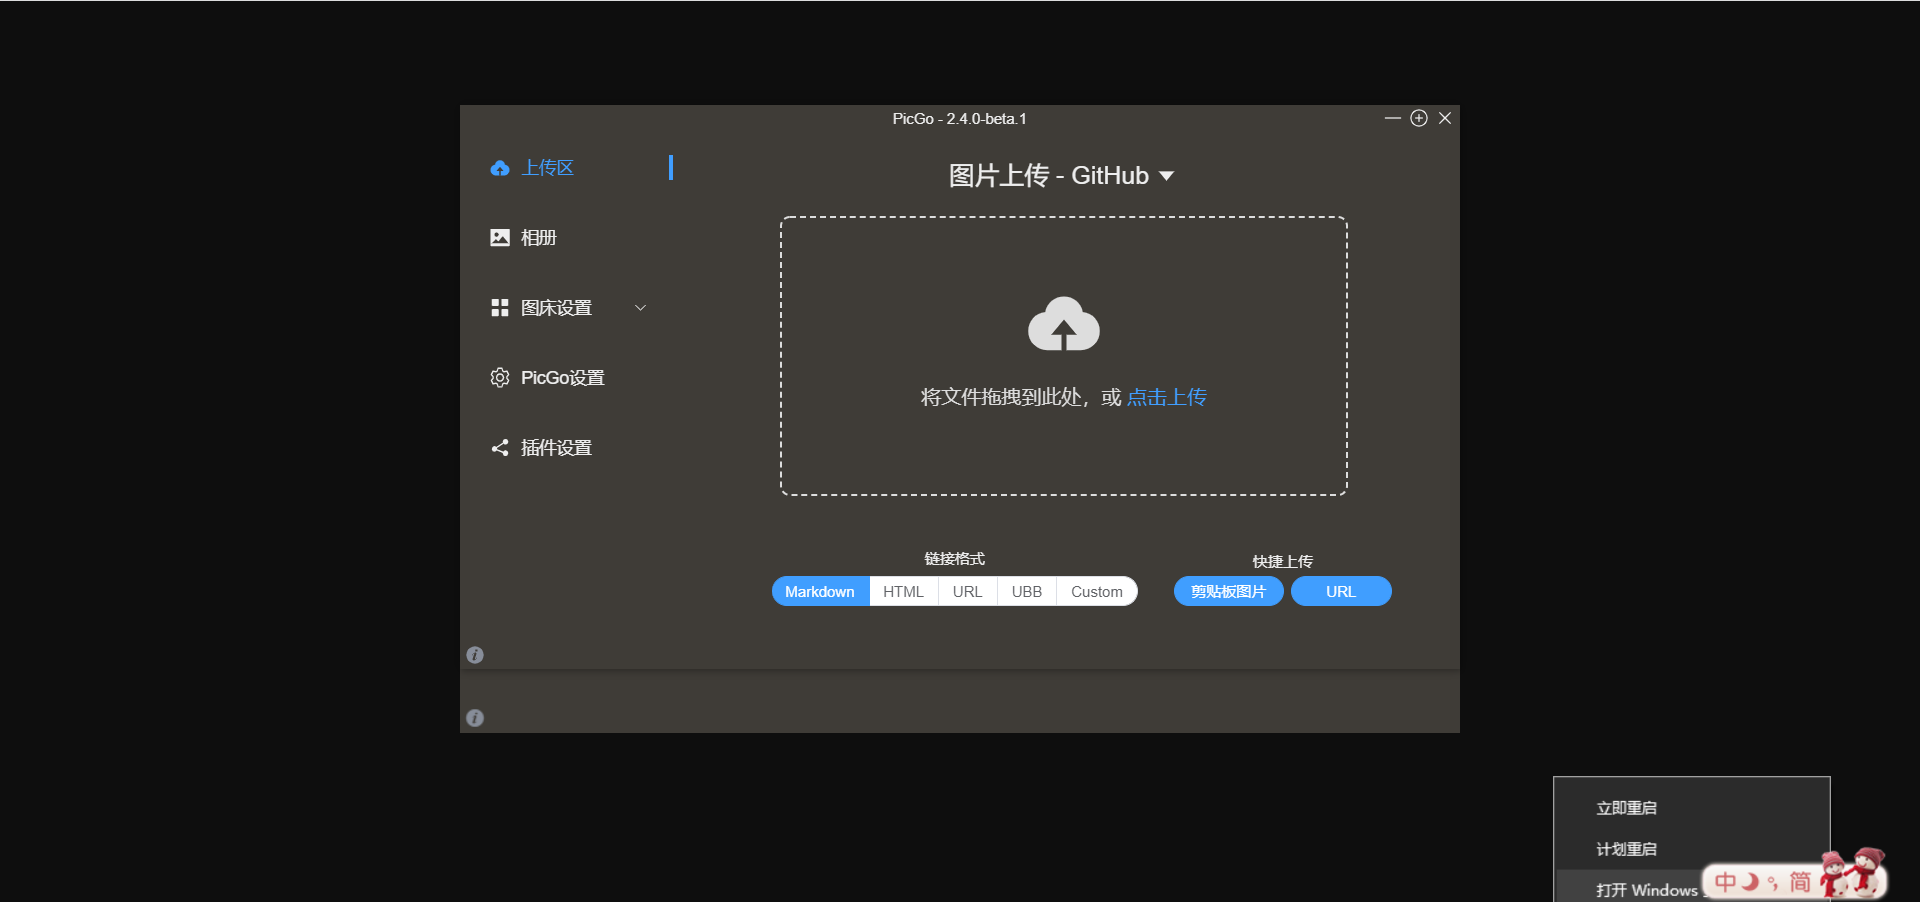 PicGo - 2.4.0-beta.1
上传区
相册
图床设置
PicGo设置
插件设置
图片上传 - GitHub
将文件拖拽到此处，或 点击上传
链接格式
Markdown HTML URL UBB Custom
快捷上传
剪贴板图片 URL
立即重启
计划重启
打开 Windows
中 简